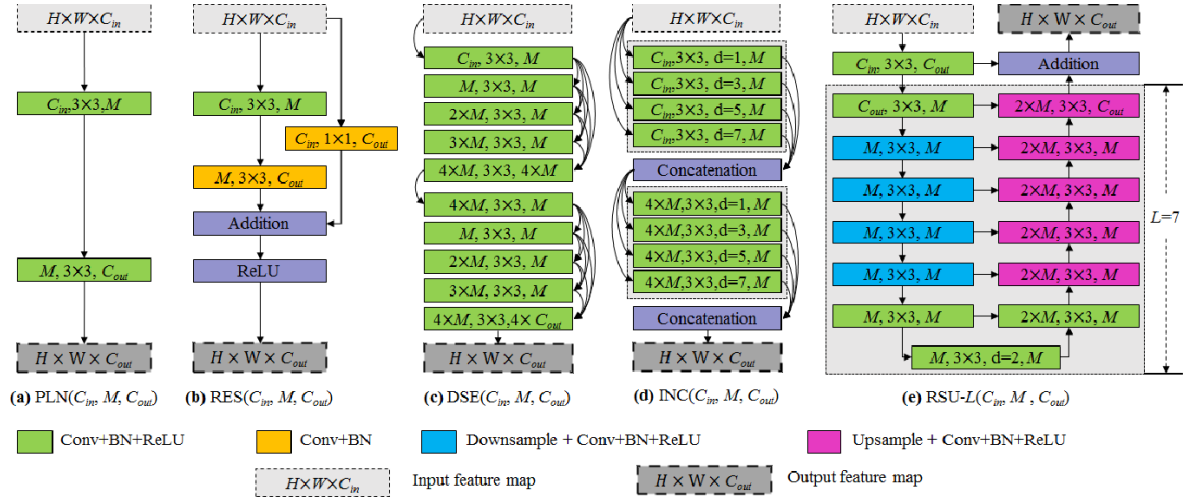 H×W×C_in
C_in, 3×3, M
M, 3×3, C_out
H × W × C_out
(a) PLN(C_in, M, C_out)
H×W×C_in
C_in, 3×3, M
C_in, 1×1, C_out
M, 3×3, C_out
Addition
ReLU
H × W × C_out
(b) RES(C_in, M, C_out)
H×W×C_in
C_in, 3×3, M
M, 3×3, M
2×M, 3×3, M
3×M, 3×3, M
4×M, 3×3, 4×M
4×M, 3×3, M
M, 3×3, M
2×M, 3×3, M
3×M, 3×3, M
4×M, 3×3,4× C_out
H × W × C_out
(c) DSE(C_in, M, C_out)
H×W×C_in
C_in,3×3, d=1, M
C_in,3×3, d=3, M
C_in,3×3, d=5, M
C_in,3×3, d=7, M
Concatenation
4×M,3×3,d=1, M
4×M,3×3,d=3, M
4×M,3×3,d=5, M
4×M,3×3,d=7, M
Concatenation
H × W × C_out
(d) INC(C_in, M, C_out)
H×W×C_in
H × W × C_out
C_in, 3×3, C_out
Addition
C_out, 3×3, M
2×M, 3×3, C_out
M, 3×3, M
2×M, 3×3, M
M, 3×3, M
2×M, 3×3, M
M, 3×3, M
2×M, 3×3, M
M, 3×3, M
2×M, 3×3, M
M, 3×3, M
2×M, 3×3, M
M, 3×3, d=2, M
L=7
(e) RSU-L(C_in, M , C_out)
Conv+BN+ReLU
Conv+BN
Downsample + Conv+BN+ReLU
Upsample + Conv+BN+ReLU
H×W×C_in
Input feature map
H × W × C_out
Output feature map